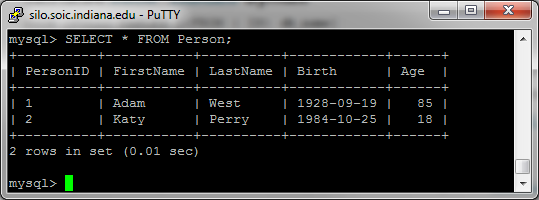 silo.soic.indiana.edu - PuTTY
mysql> SELECT * FROM Person;
+----------+-----------+----------+------------+------+
| PersonID | FirstName | LastName | Birth      | Age  |
+----------+-----------+----------+------------+------+
| 1        | Adam      | West     | 1928-09-19 |   85 |
| 2        | Katy      | Perry    | 1984-10-25 |   18 |
+----------+-----------+----------+------------+------+
2 rows in set (0.01 sec)
mysql>